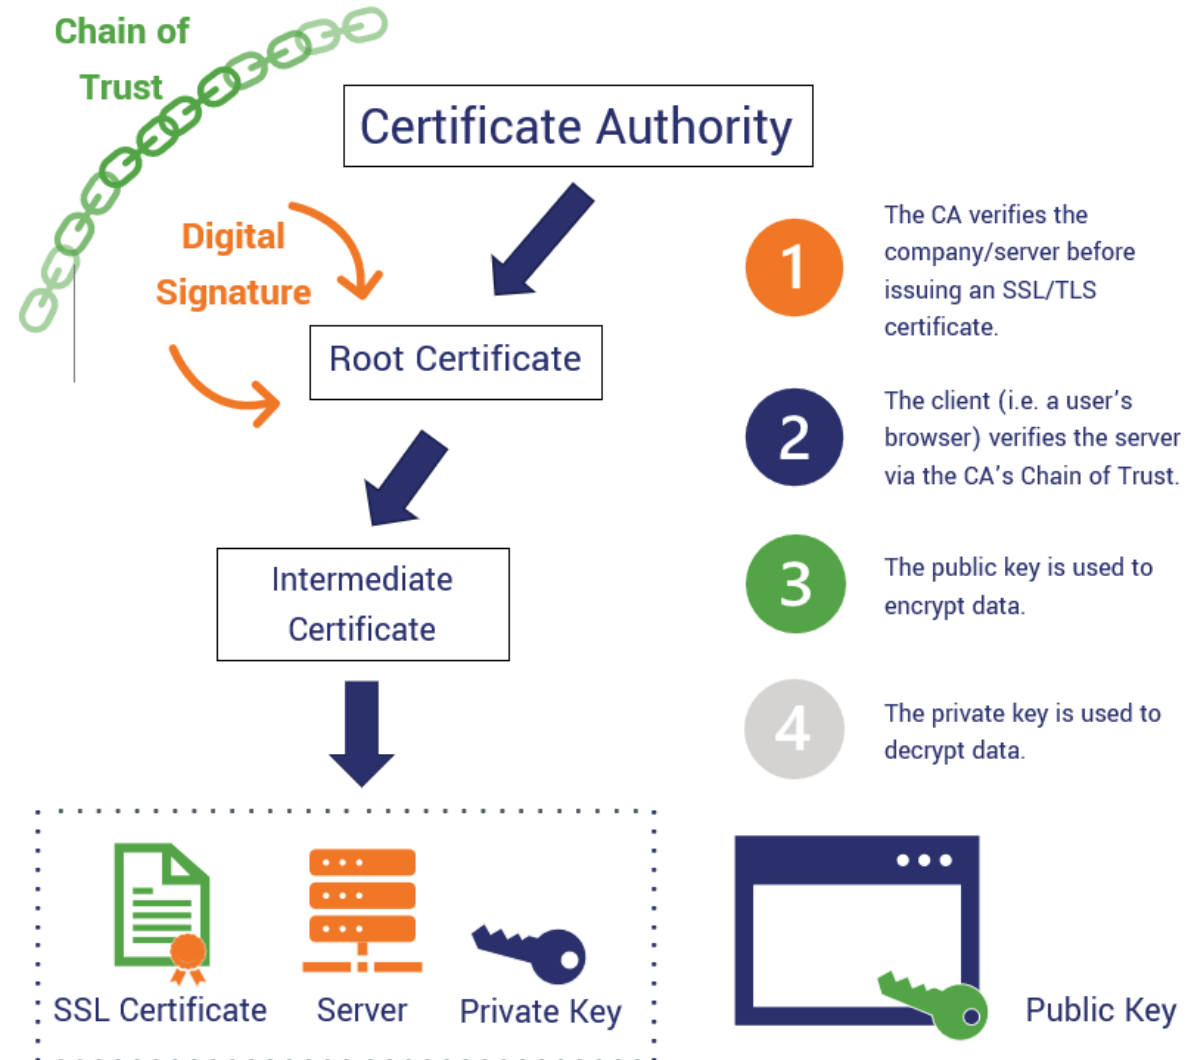 Chain of
Trust
Certificate Authority
Digital
Signature
Root Certificate
Intermediate
Certificate
1
The CA verifies the
company/server before
issuing an SSL/TLS
certificate.
2
The client (i.e. a user's
browser) verifies the server
via the CA's Chain of Trust.
3
The public key is used to
encrypt data.
4
The private key is used to
decrypt data.
SSL Certificate
Server
Private Key
Public Key